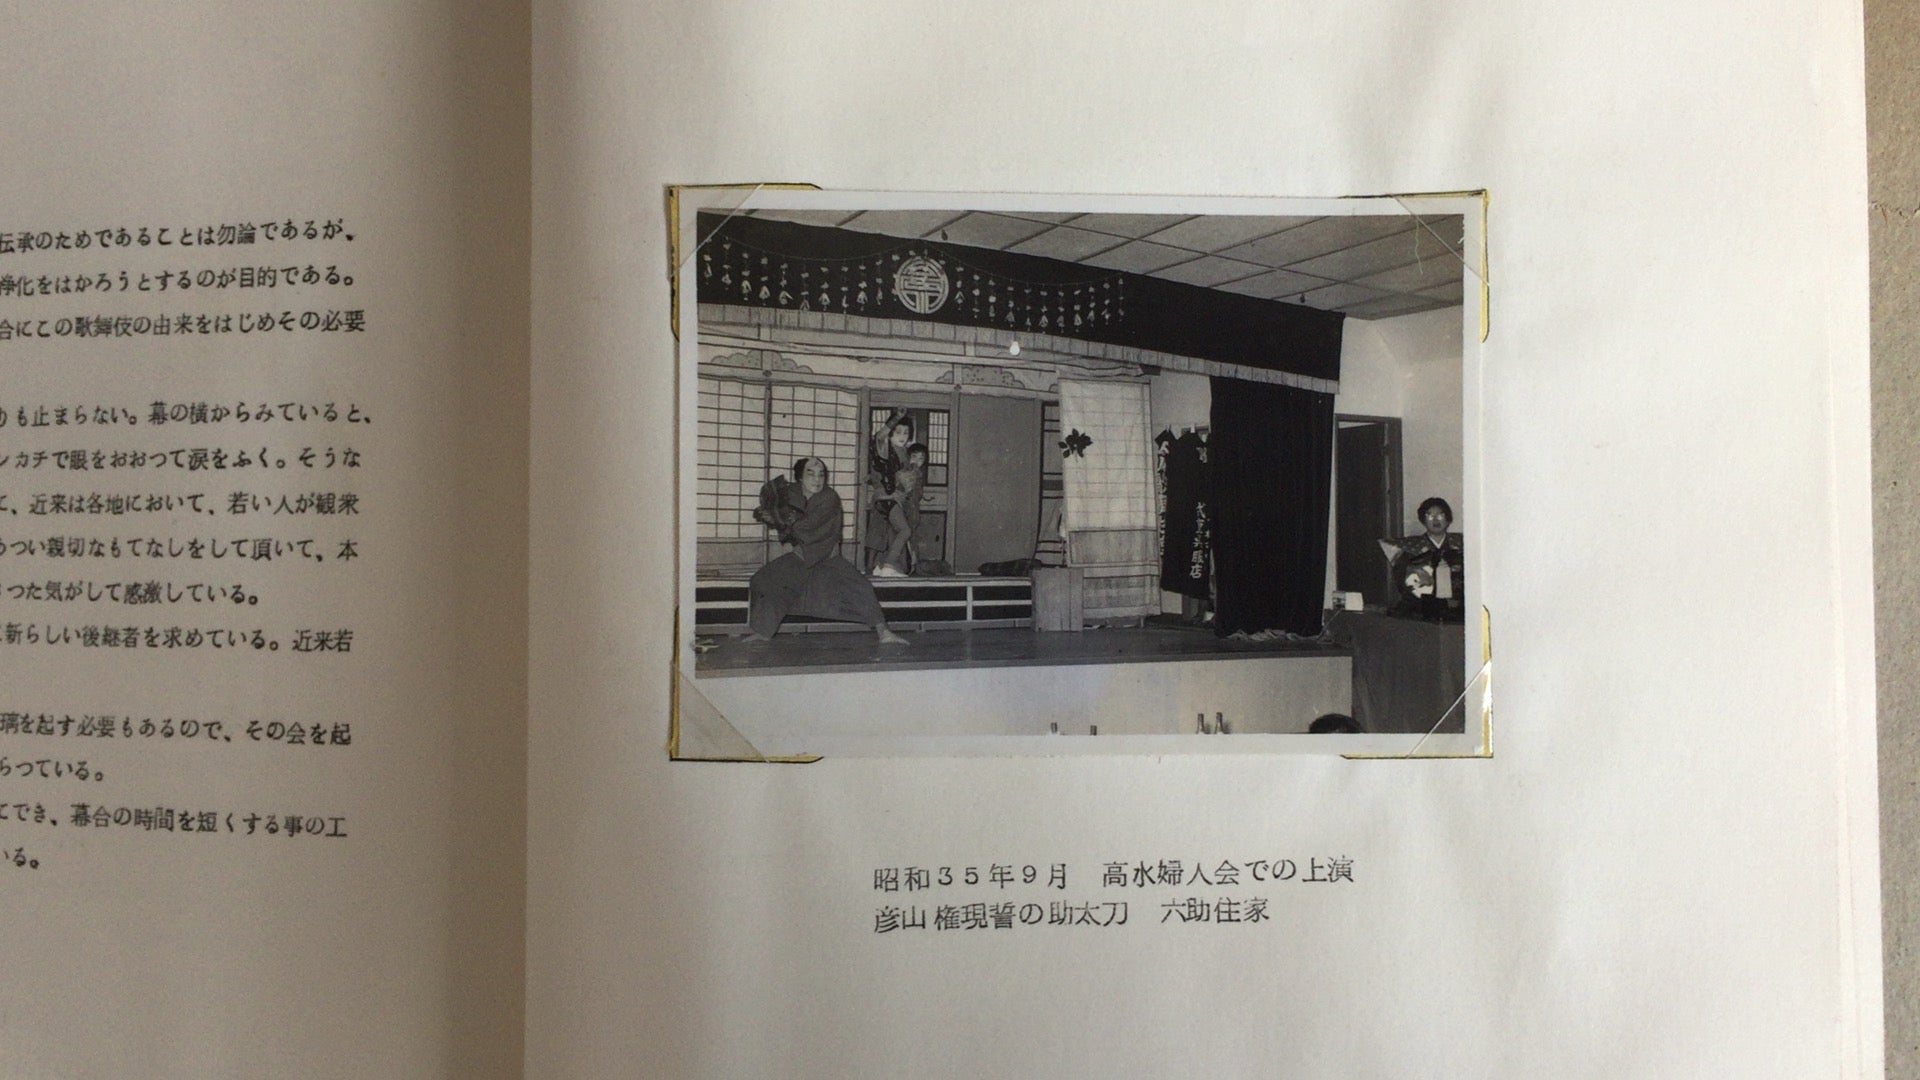 伝承のためであることは勿論であるが、
浄化をはかろうとするのが目的である。
合にこの歌舞伎の由来をはじめその必要
も止まらない。幕の横からみていると、
ンカチで眼をおおつて涙をふく。そうな
、近来は各地において、若い人が観衆
つい親切なもてなしをして頂いて、本
つた気がして感激している。
新らしい後継者を求めている。近来若
璃を起す必要もあるので、その会を起
らつている。
てでき、幕合の時間を短くする事の工
いる。
呉服店
昭和35年9月 高水婦人会での上演
彦山権現誓の助太刀 六助住家